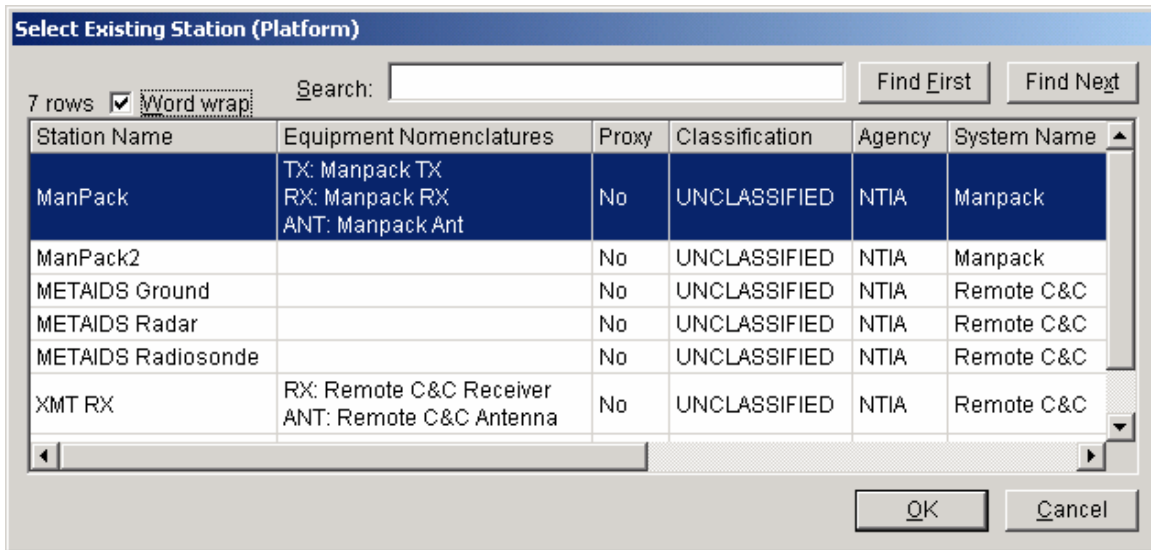 Select Existing Station (Platform)
7 rows Word wrap Search: Find First Find Next
Station Name Equipment Nomenclatures Proxy Classification Agency System Name
ManPack TX: Manpack TX
RX: Manpack RX
ANT: Manpack Ant No UNCLASSIFIED NTIA Manpack
ManPack2 No UNCLASSIFIED NTIA Manpack
METAIDS Ground No UNCLASSIFIED NTIA Remote C&C
METAIDS Radar No UNCLASSIFIED NTIA Remote C&C
METAIDS Radiosonde No UNCLASSIFIED NTIA Remote C&C
XMT RX RX: Remote C&C Receiver
ANT: Remote C&C Antenna No UNCLASSIFIED NTIA Remote C&C
OK Cancel